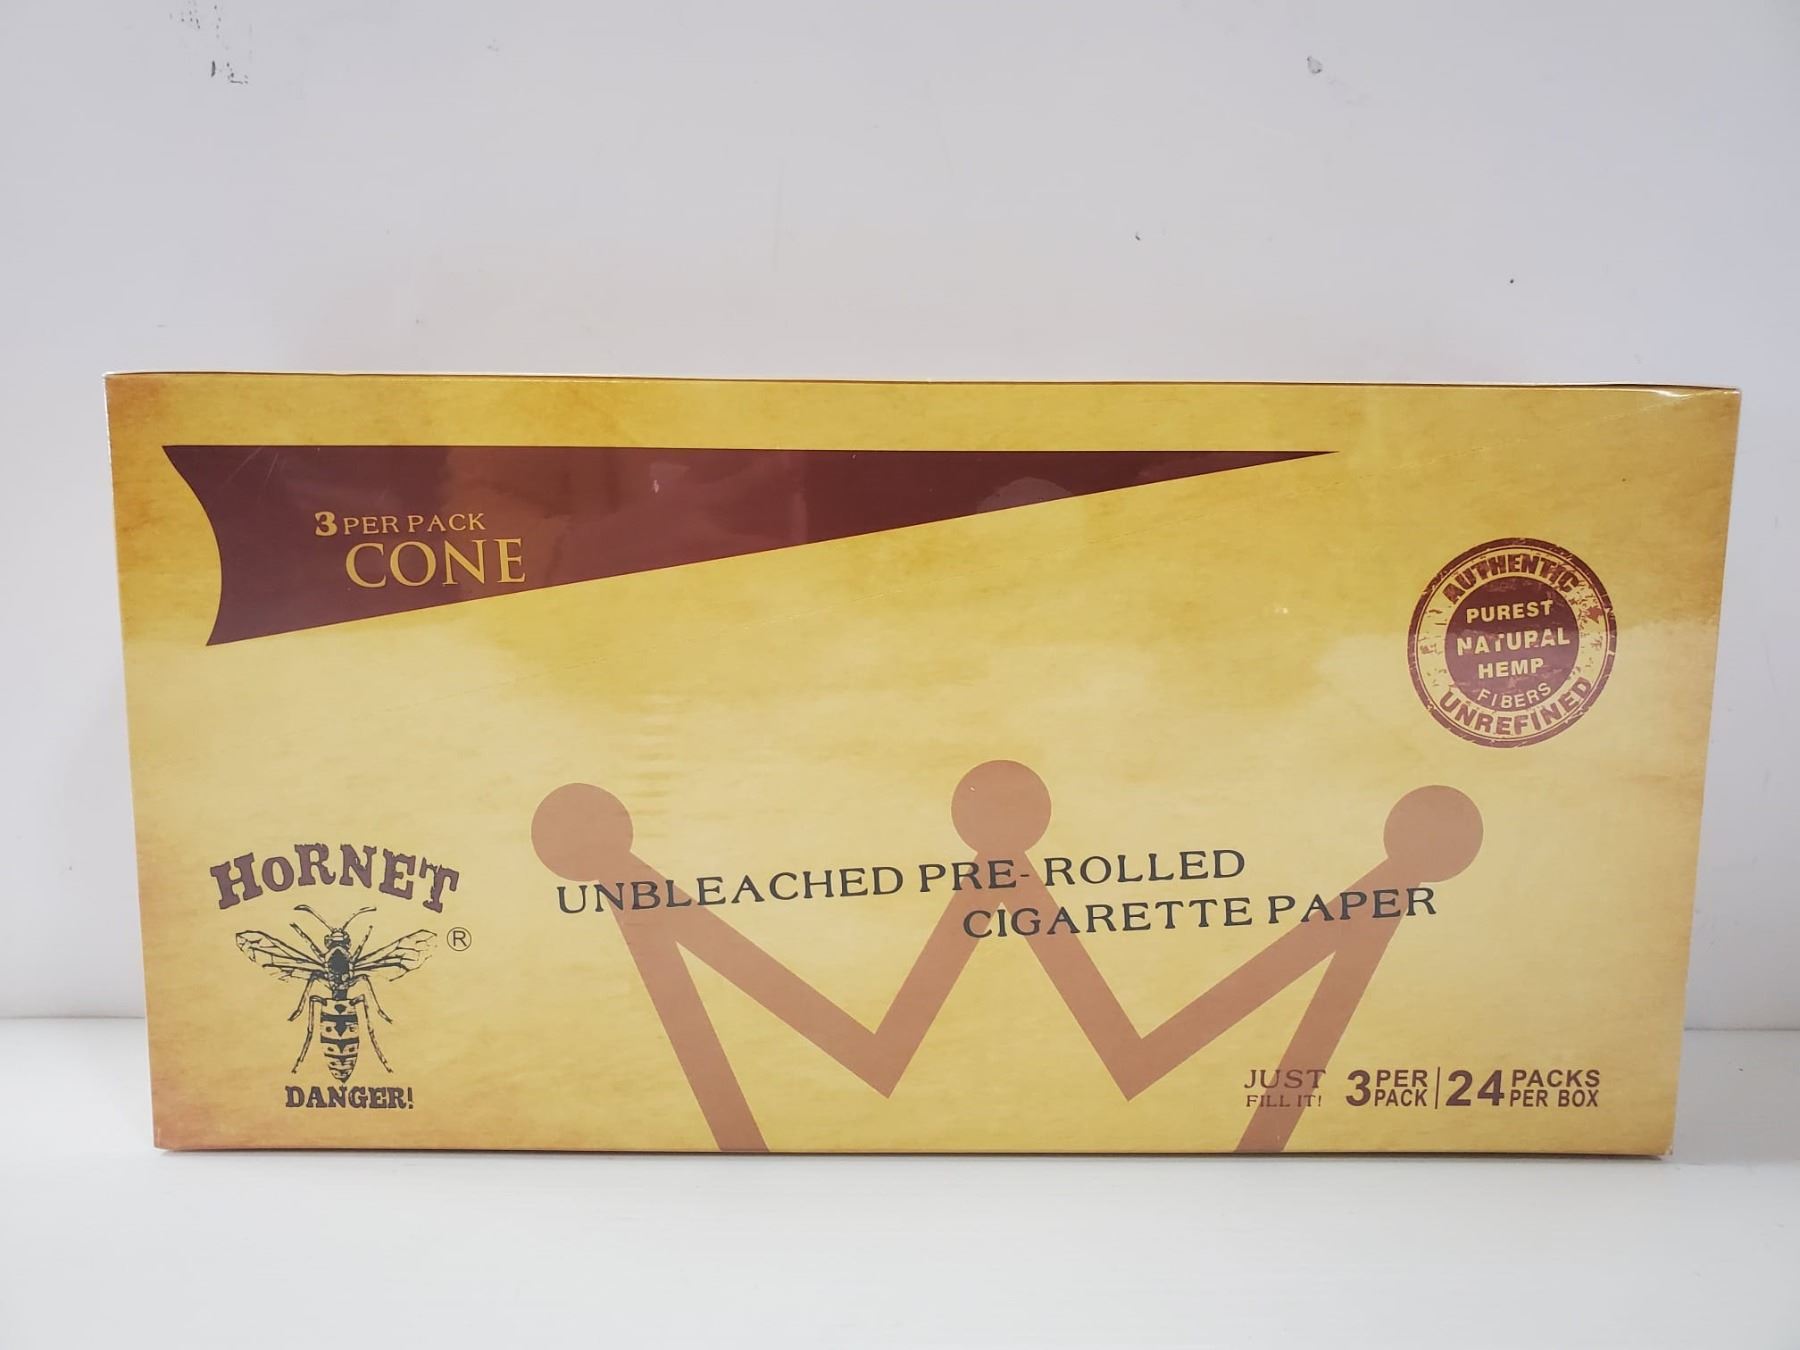 3 PER PACK
CONE
AUTHENTIC
PUREST
NATURAL
HEMP
FIBERS
UNREFINED
HORNET
®
DANGER!
UNBLEACHED PRE-ROLLED
CIGARETTE PAPER
JUST
FILL IT!
3 PER PACK | 24 PACKS PER BOX